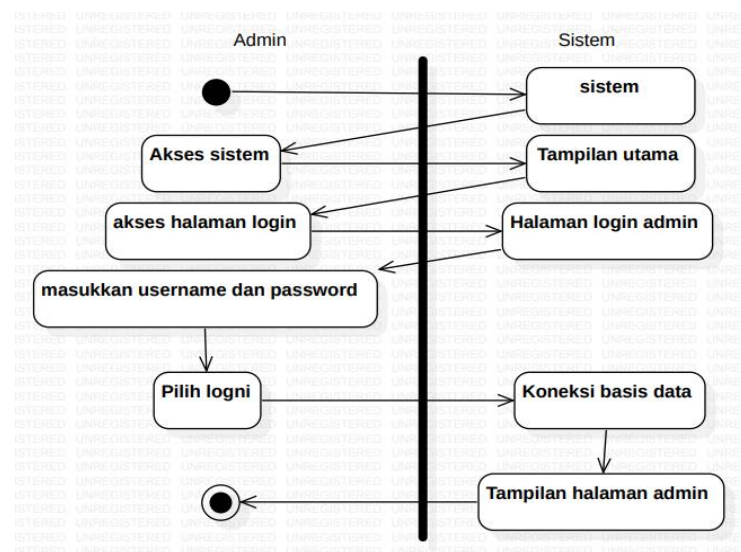 Admin
Sistem
sistem
Akses sistem
Tampilan utama
akses halaman login
Halaman login admin
masukkan username dan password
Pilih logni
Koneksi basis data
Tampilan halaman admin
UNREGISTERED